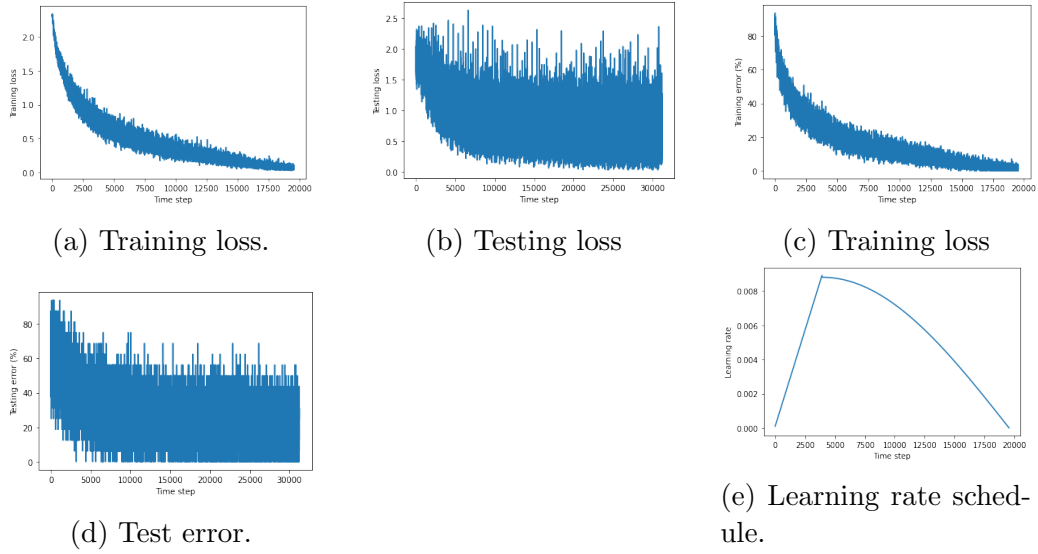 2.0
1.5
1.0
0.5
0.0
Training loss
0 2500 5000 7500 10000 12500 15000 17500 20000
Time step
(a) Training loss.
2.5
2.0
1.5
1.0
0.5
0.0
Testing loss
0 5000 10000 15000 20000 25000 30000
Time step
(b) Testing loss
80
60
40
20
0
Training error (%)
0 2500 5000 7500 10000 12500 15000 17500 20000
Time step
(c) Training loss
80
60
40
20
0
Testing error (%)
0 5000 10000 15000 20000 25000 30000
Time step
(d) Test error.
0.008
0.006
0.004
0.002
0.000
Learning rate
0 2500 5000 7500 10000 12500 15000 17500 20000
Time step
(e) Learning rate sched-
ule.